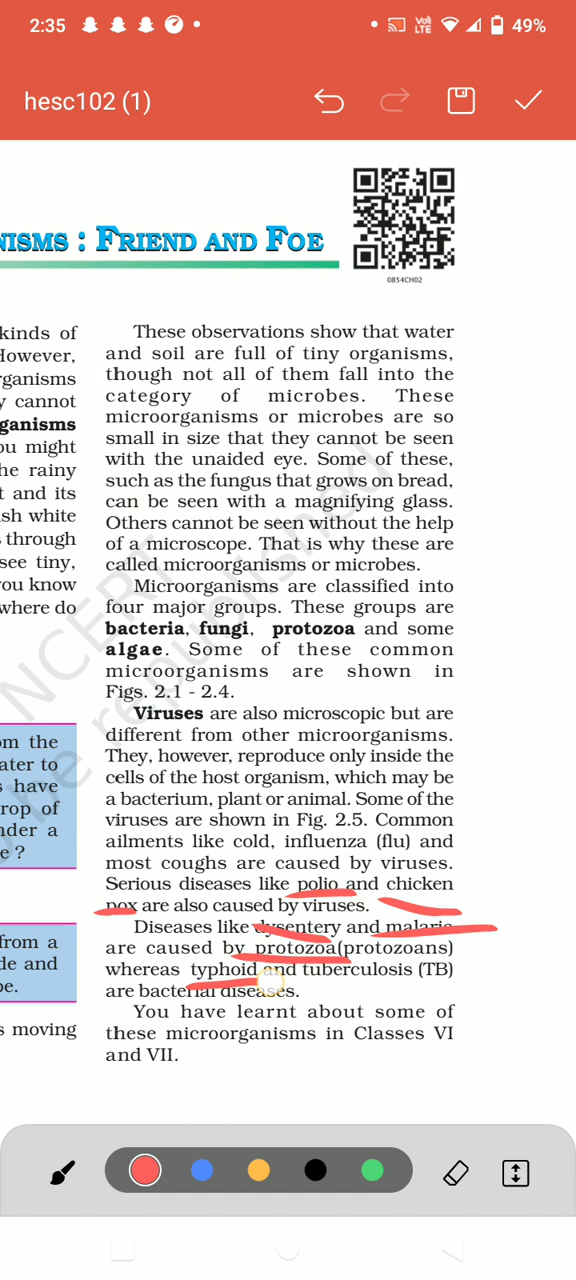 2:35 VoLTE 49%
hesc102 (1)
NISMS : FRIEND AND FOE
0854CH02
kinds of
However,
rganisms
y cannot
ganisms
ou might
he rainy
t and its
sh white
through
see tiny,
you know
where do
om the
ater to
s have
rop of
nder a
e ?
from a
de and
pe.
s moving
These observations show that water
and soil are full of tiny organisms,
though not all of them fall into the
category of microbes. These
microorganisms or microbes are so
small in size that they cannot be seen
with the unaided eye. Some of these,
such as the fungus that grows on bread,
can be seen with a magnifying glass.
Others cannot be seen without the help
of a microscope. That is why these are
called microorganisms or microbes.
Microorganisms are classified into
four major groups. These groups are
bacteria, fungi, protozoa and some
algae. Some of these common
microorganisms are shown in
Figs. 2.1 - 2.4.
Viruses are also microscopic but are
different from other microorganisms.
They, however, reproduce only inside the
cells of the host organism, which may be
a bacterium, plant or animal. Some of the
viruses are shown in Fig. 2.5. Common
ailments like cold, influenza (flu) and
most coughs are caused by viruses.
Serious diseases like polio and chicken
pox are also caused by viruses.
Diseases like dysentery and malaria
are caused by protozoa(protozoans)
whereas typhoid and tuberculosis (TB)
are bacterial diseases.
You have learnt about some of
these microorganisms in Classes VI
and VII.
NCERT
be republished